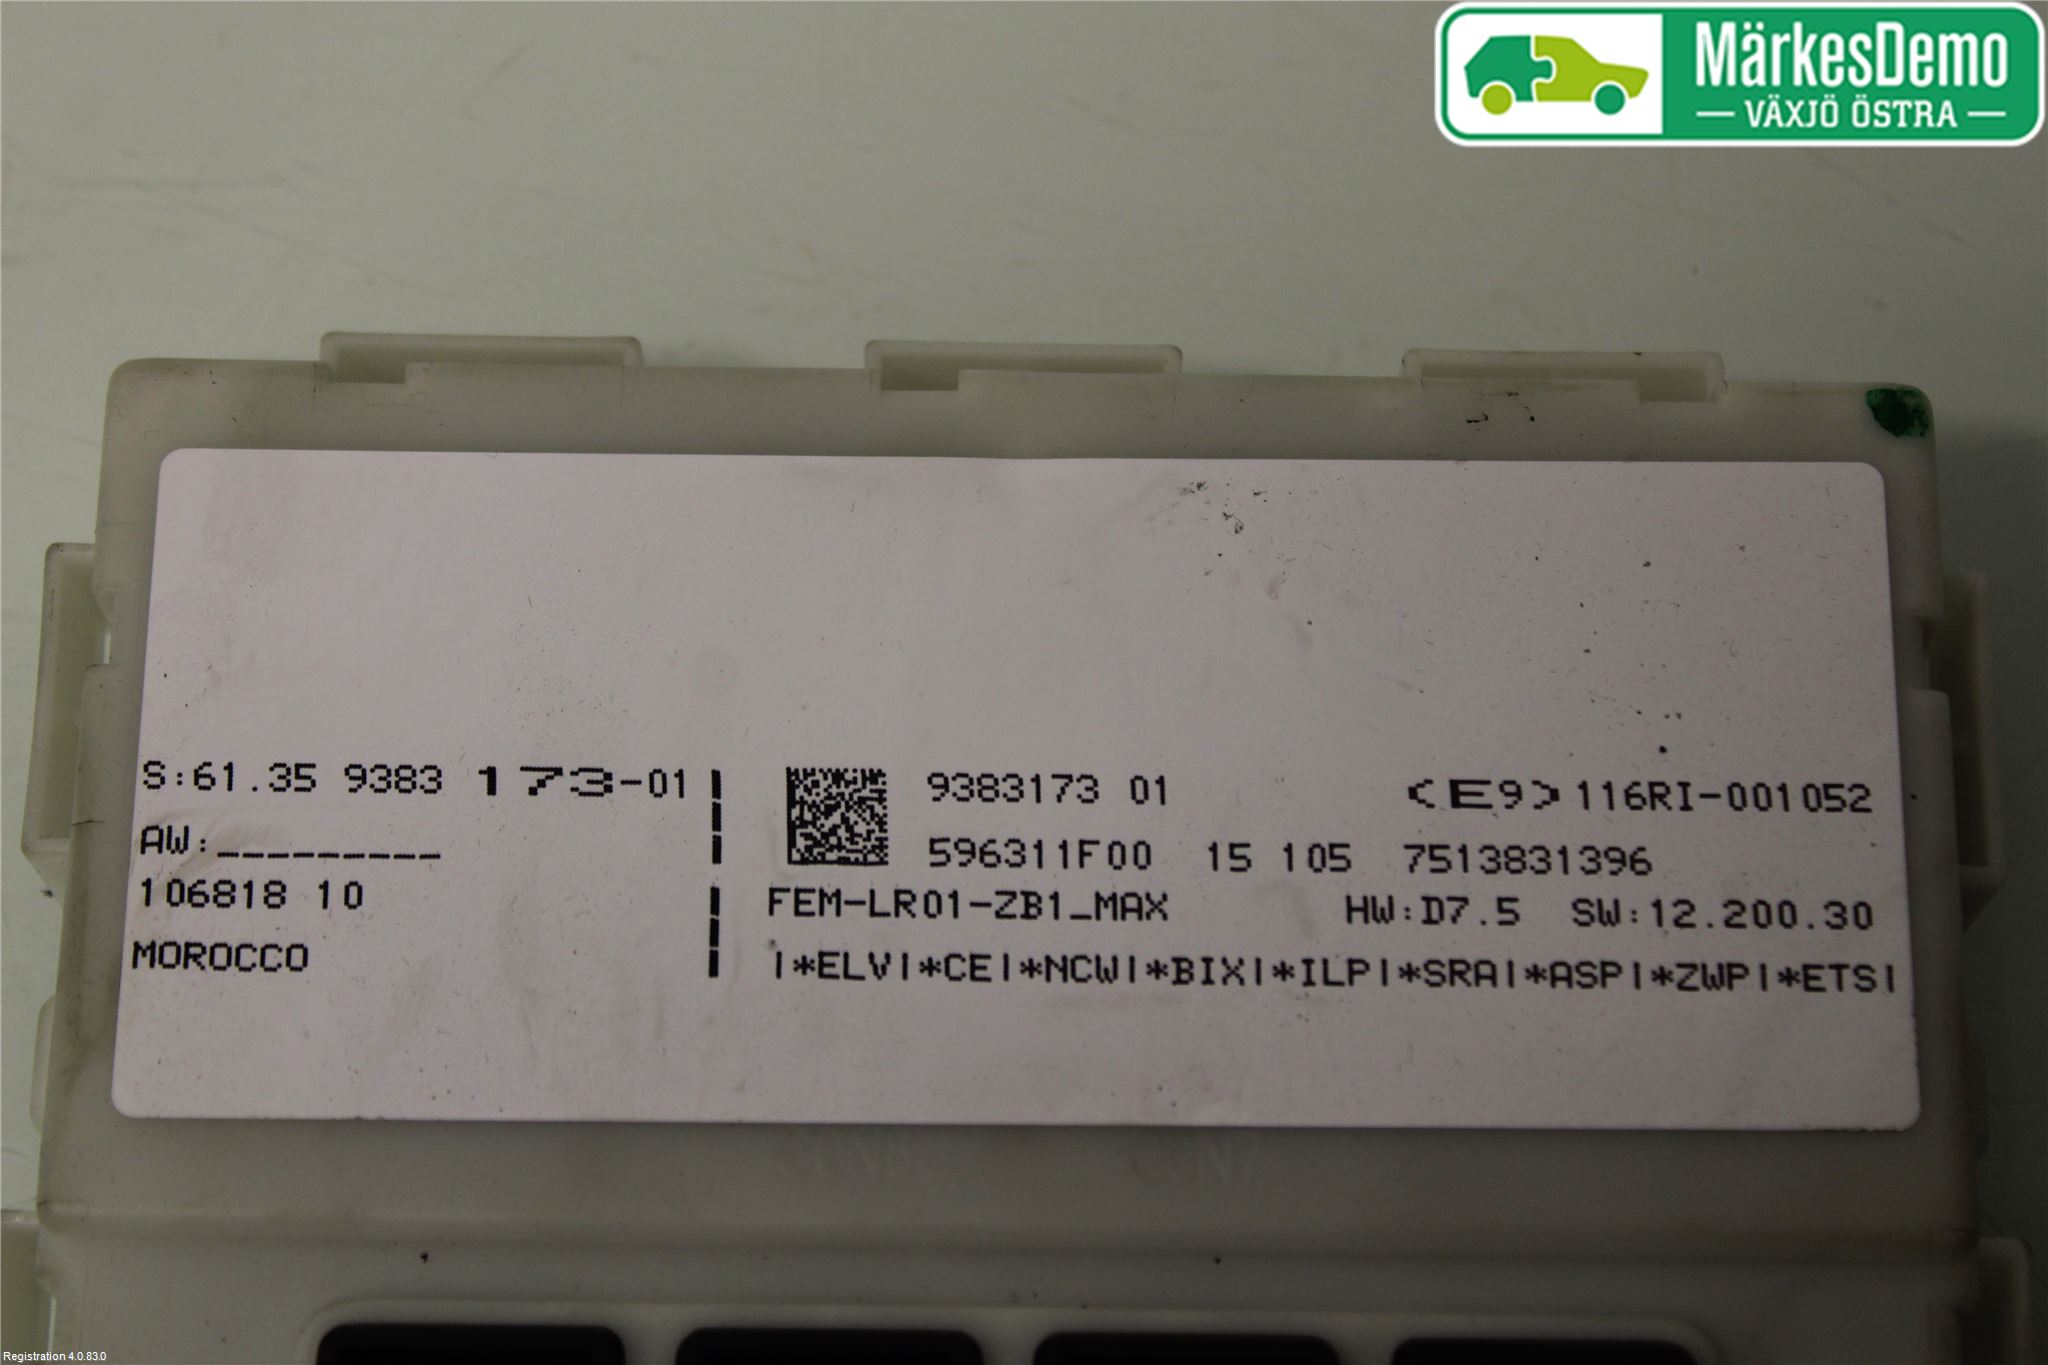 MärkesDemo
— VÄXJÖ ÖSTRA —
S:61.35 9383 173-01
AW:_________
106818 10
MOROCCO
9383173 01
<E9>116RI-001052
596311F00 15 105 7513831396
FEM-LR01-ZB1_MAX HW:D7.5 SW:12.200.30
|*ELV|*CE|*NCW|*BIX|*ILP|*SRA|*ASP|*ZWP|*ETS|
Registration 4.0.83.0